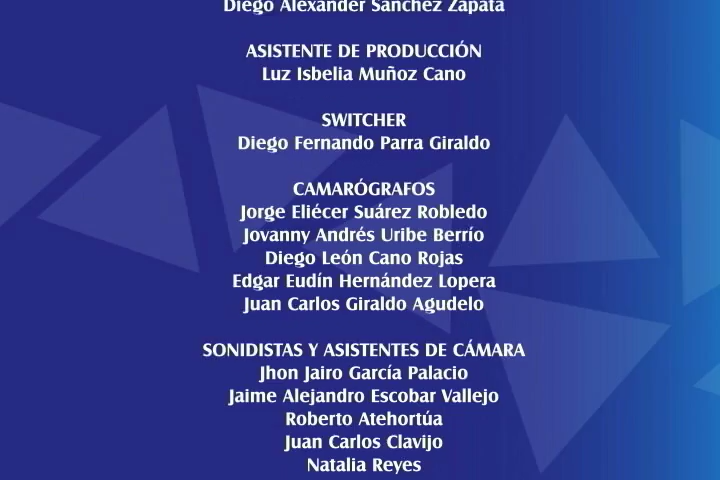 Diego Alexander Sánchez Zapata
ASISTENTE DE PRODUCCIÓN
Luz Isbelia Muñoz Cano
SWITCHER
Diego Fernando Parra Giraldo
CAMARÓGRAFOS
Jorge Eliécer Suárez Robledo
Jovanny Andrés Uribe Berrío
Diego León Cano Rojas
Edgar Eudín Hernández Lopera
Juan Carlos Giraldo Agudelo
SONIDISTAS Y ASISTENTES DE CÁMARA
Jhon Jairo García Palacio
Jaime Alejandro Escobar Vallejo
Roberto Atehortúa
Juan Carlos Clavijo
Natalia Reyes